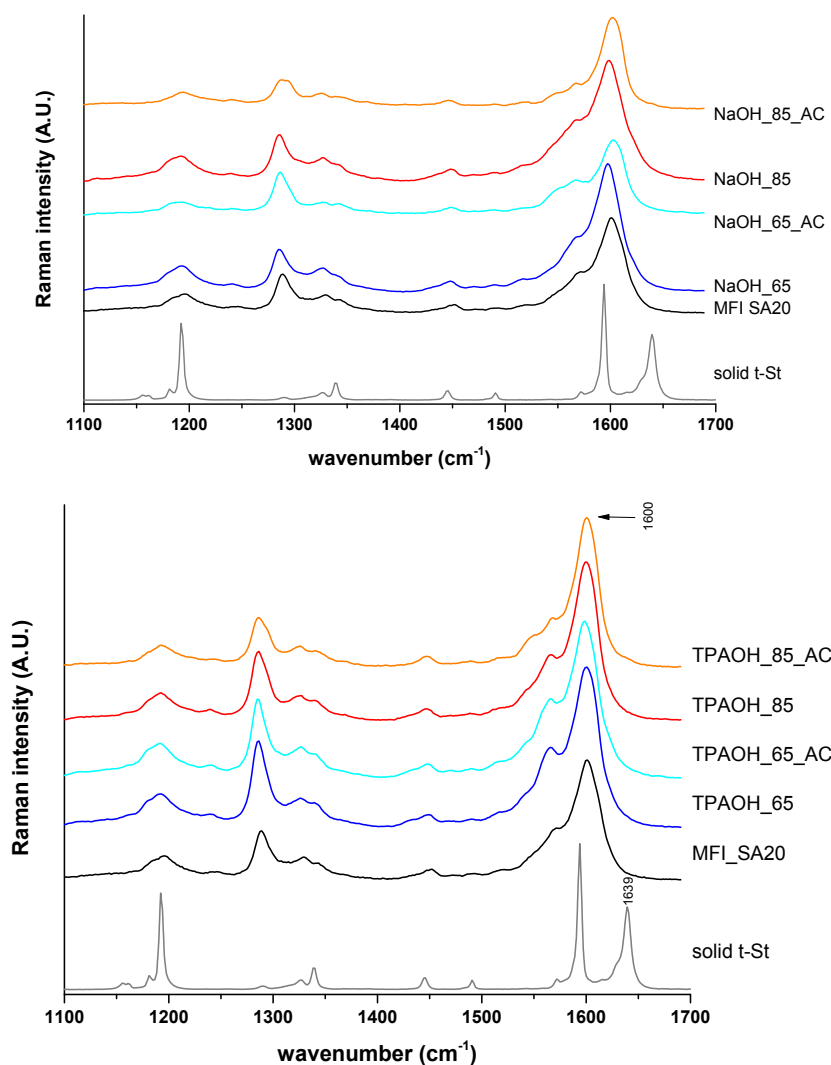 Raman intensity (A.U.)
NaOH_85_AC
NaOH_85
NaOH_65_AC
NaOH_65
MFI SA20
solid t-St
1100 1200 1300 1400 1500 1600 1700
wavenumber (cm-1)
Raman intensity (A.U.)
1600
TPAOH_85_AC
TPAOH_85
TPAOH_65_AC
TPAOH_65
MFI_SA20
1639
solid t-St
1100 1200 1300 1400 1500 1600 1700
wavenumber (cm-1)